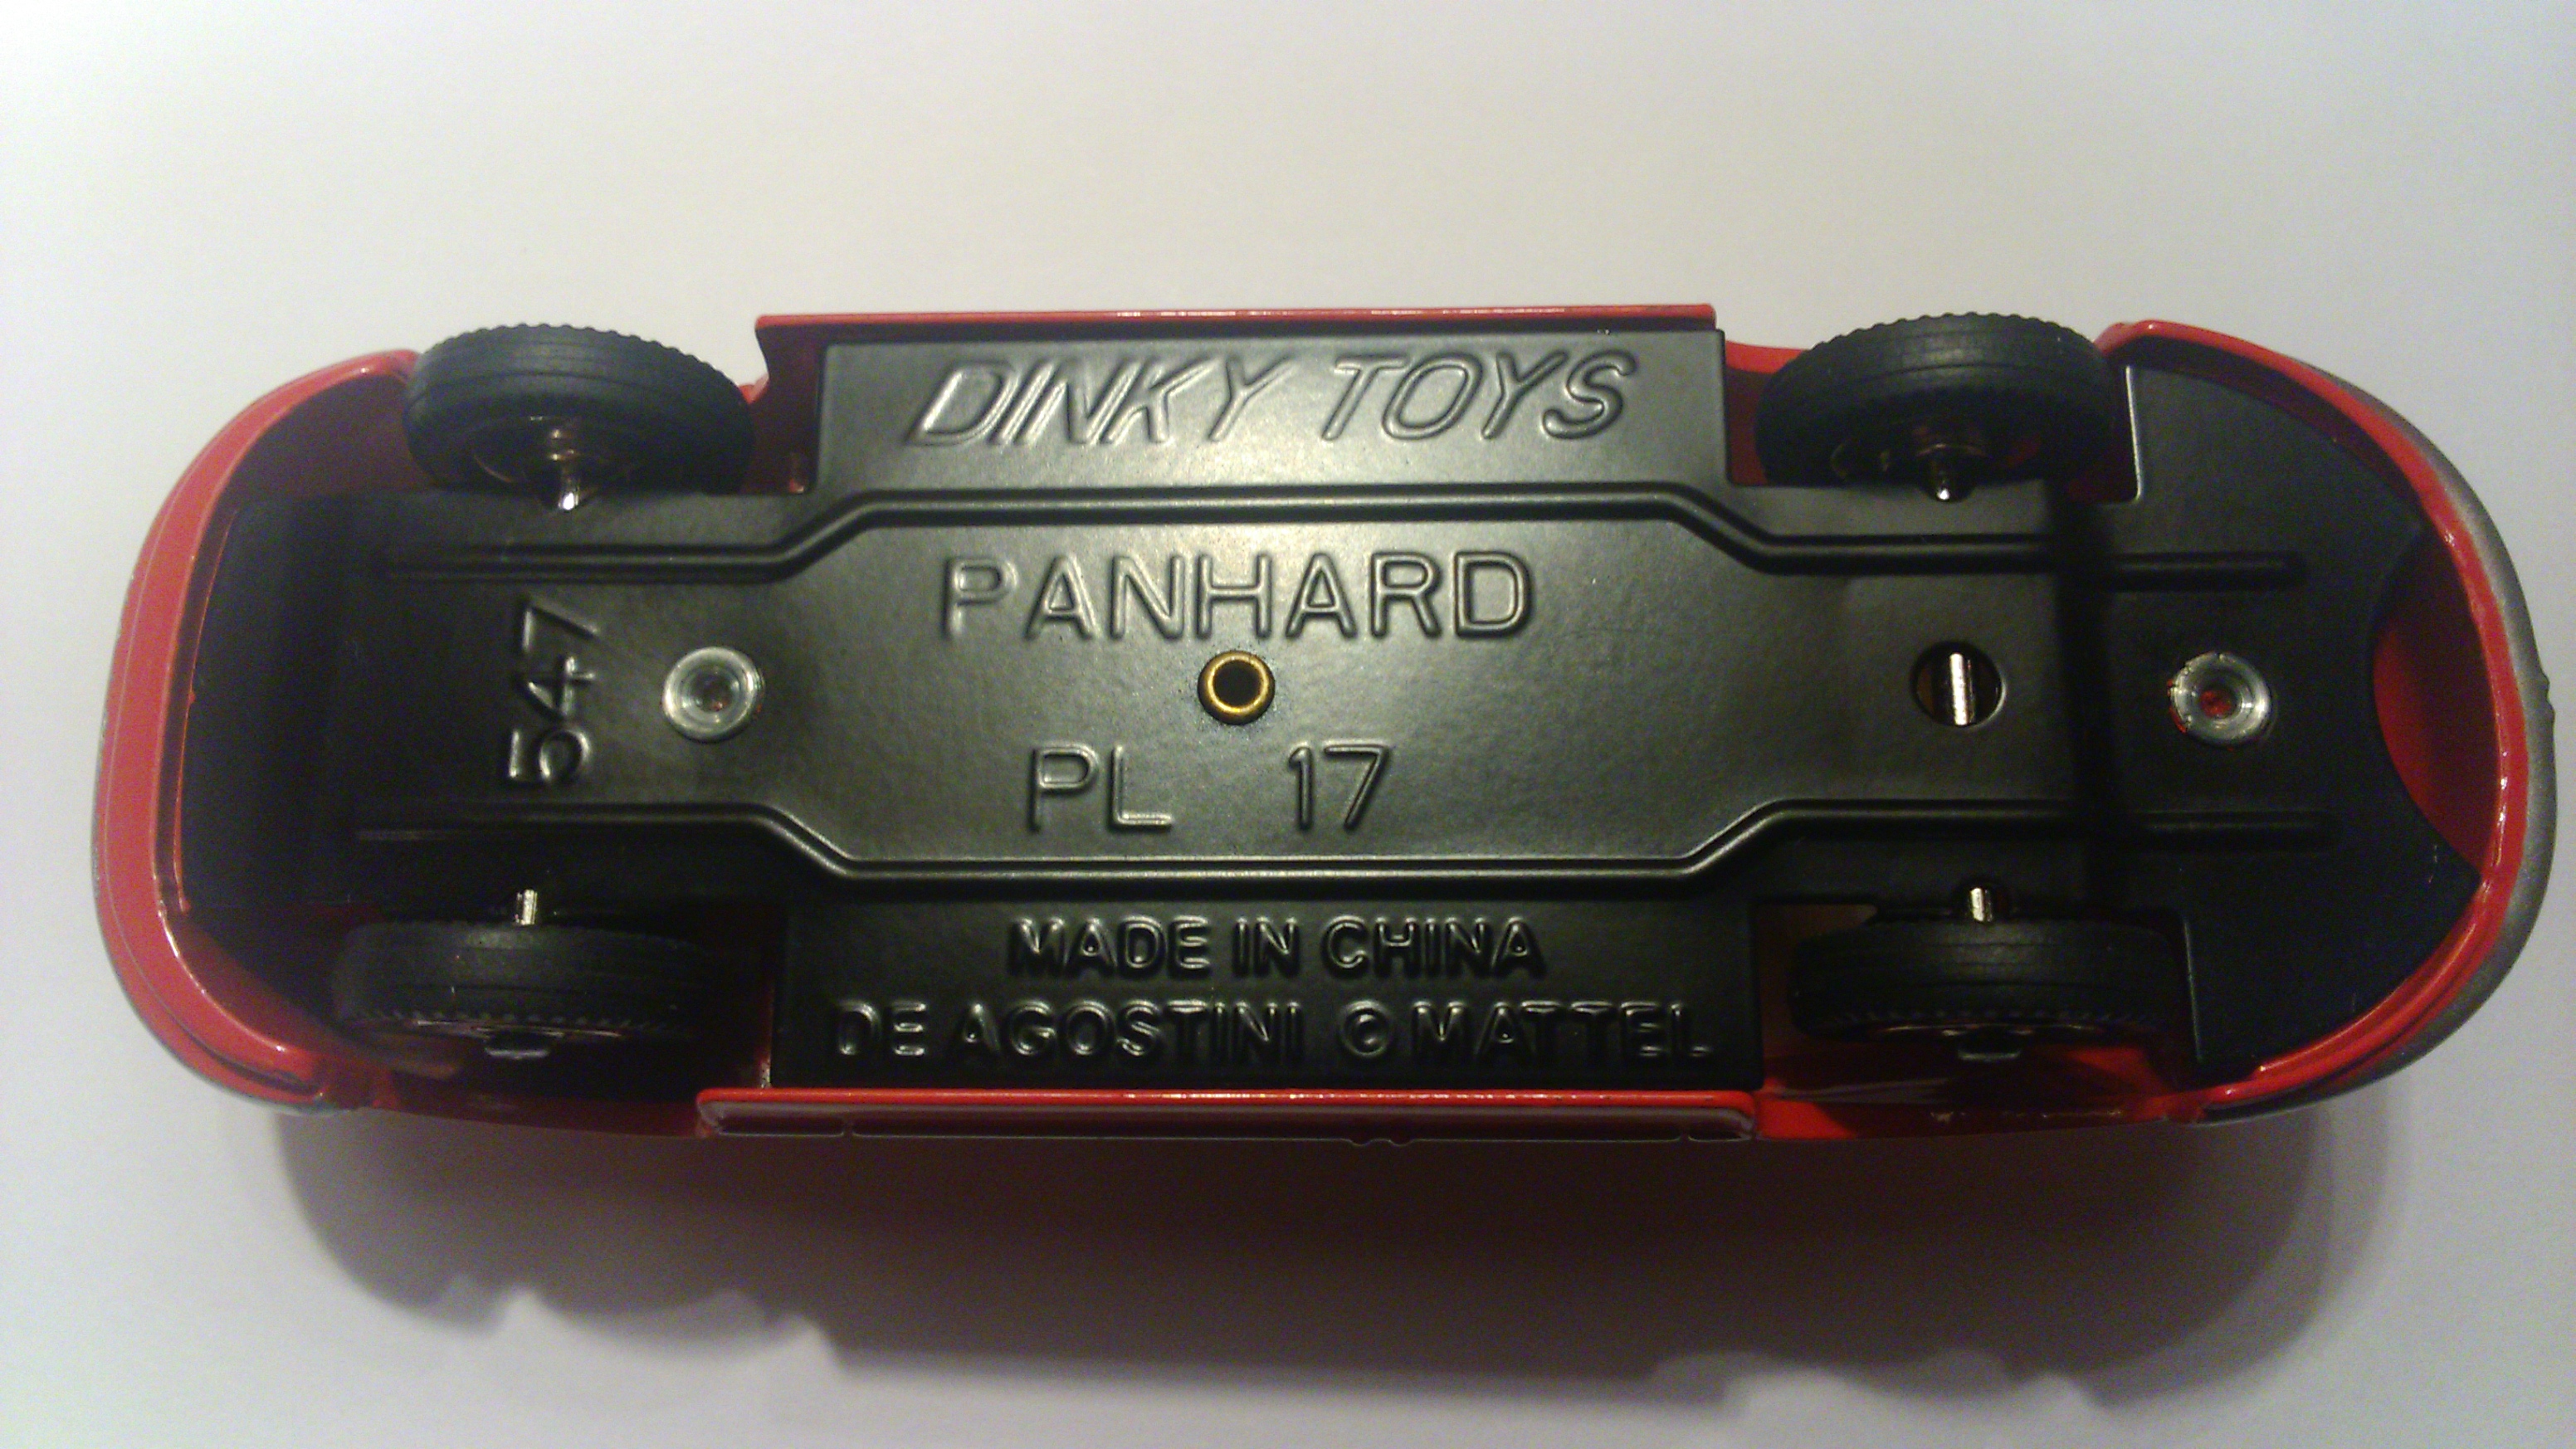 DINKY TOYS
PANHARD
547
PL 17
MADE IN CHINA
DE AGOSTINI © MATTEL